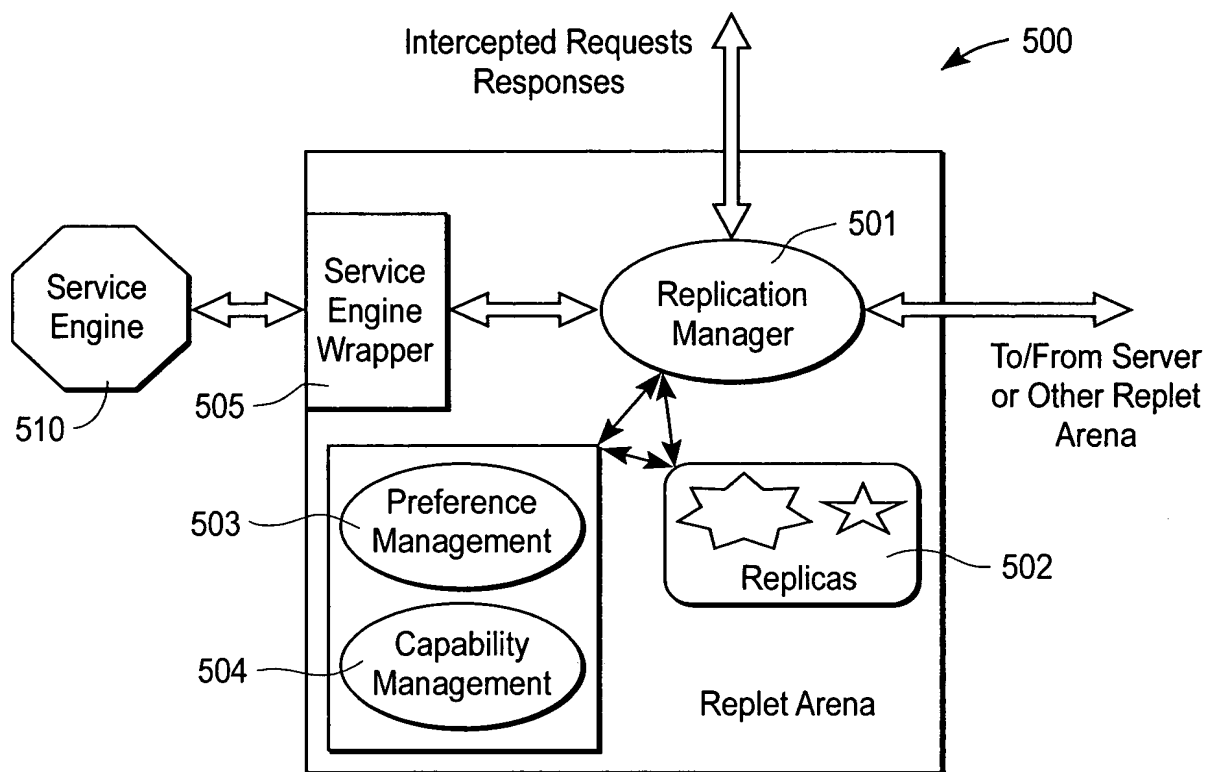 Intercepted Requests
Responses
500
501
Service
Engine
Service
Engine
Wrapper
Replication
Manager
510
505
To/From Server
or Other Replet
Arena
503
Preference
Management
504
Capability
Management
Replicas
502
Replet Arena